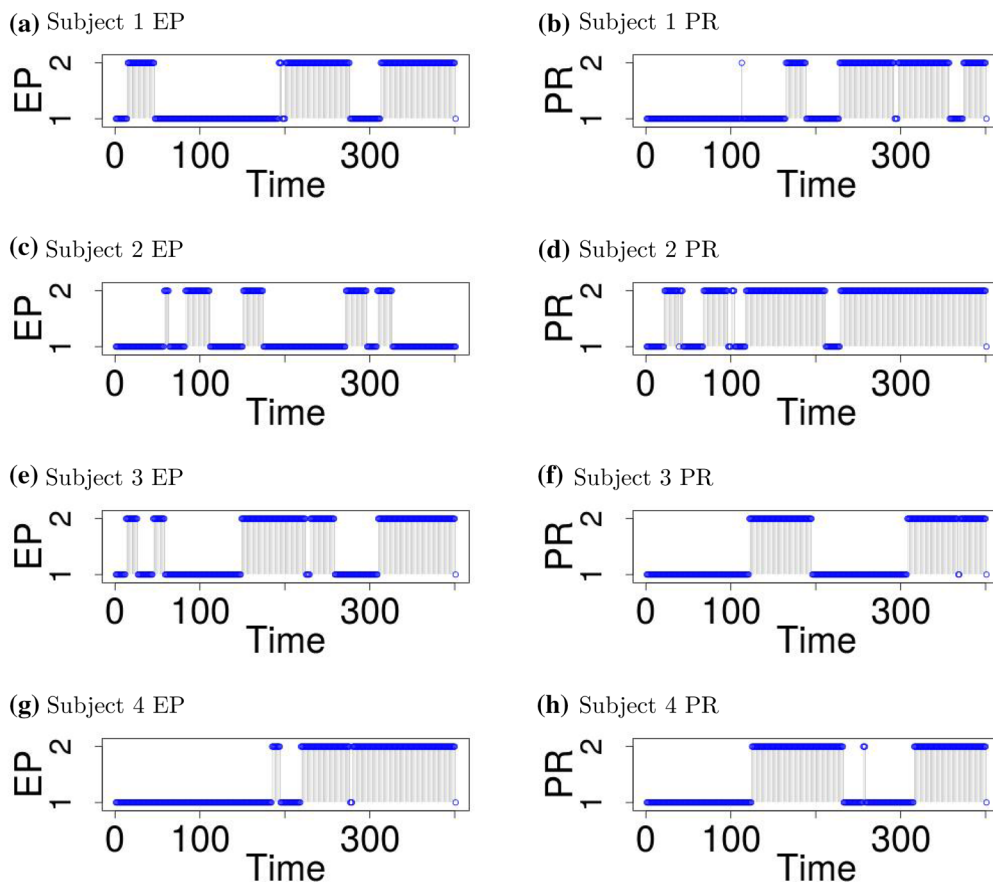 (a) Subject 1 EP
EP
1 2
0 100 300
Time
(b) Subject 1 PR
PR
1 2
0 100 300
Time
(c) Subject 2 EP
EP
1 2
0 100 300
Time
(d) Subject 2 PR
PR
1 2
0 100 300
Time
(e) Subject 3 EP
EP
1 2
0 100 300
Time
(f) Subject 3 PR
PR
1 2
0 100 300
Time
(g) Subject 4 EP
EP
1 2
0 100 300
Time
(h) Subject 4 PR
PR
1 2
0 100 300
Time